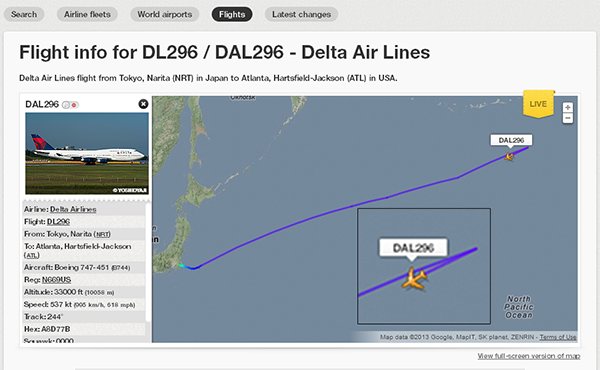 Search Airline fleets World airports Flights Latest changes
Flight info for DL296 / DAL296 - Delta Air Lines
Delta Air Lines flight from Tokyo, Narita (NRT) in Japan to Atlanta, Hartsfield-Jackson (ATL) in USA.
DAL296
Okhotsk
LIVE
+
−
DAL296
DELTA
© YOSHIDAYAJI
Airline: Delta Airlines
Flight: DL296
From: Tokyo, Narita (NRT)
To: Atlanta, Hartsfield-Jackson
(ATL)
Aircraft: Boeing 747-451 (B744)
Reg: N669US
Altitude: 33000 ft (10058 m)
Speed: 537 kt (995 km/h, 618 mph)
Track: 244°
Hex: A8D77B
Squawk: 0000
DAL296
North
Pacific
Ocean
Map data ©2013 Google, MapIT, SK planet, ZENRIN - Terms of Use
View full-screen version of map